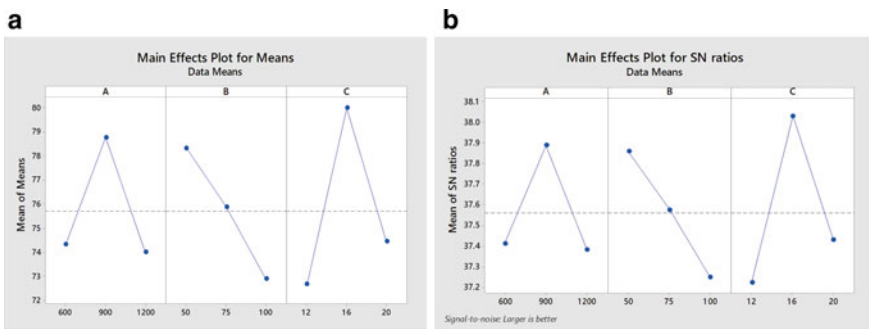 a
Main Effects Plot for Means
Data Means
A B C
Mean of Means
80
79
78
77
76
75
74
73
72
600 900 1200 50 75 100 12 16 20
b
Main Effects Plot for SN ratios
Data Means
A B C
Mean of SN ratios
38.1
38.0
37.9
37.8
37.7
37.6
37.5
37.4
37.3
37.2
600 900 1200 50 75 100 12 16 20
Signal-to-noise: Larger is better